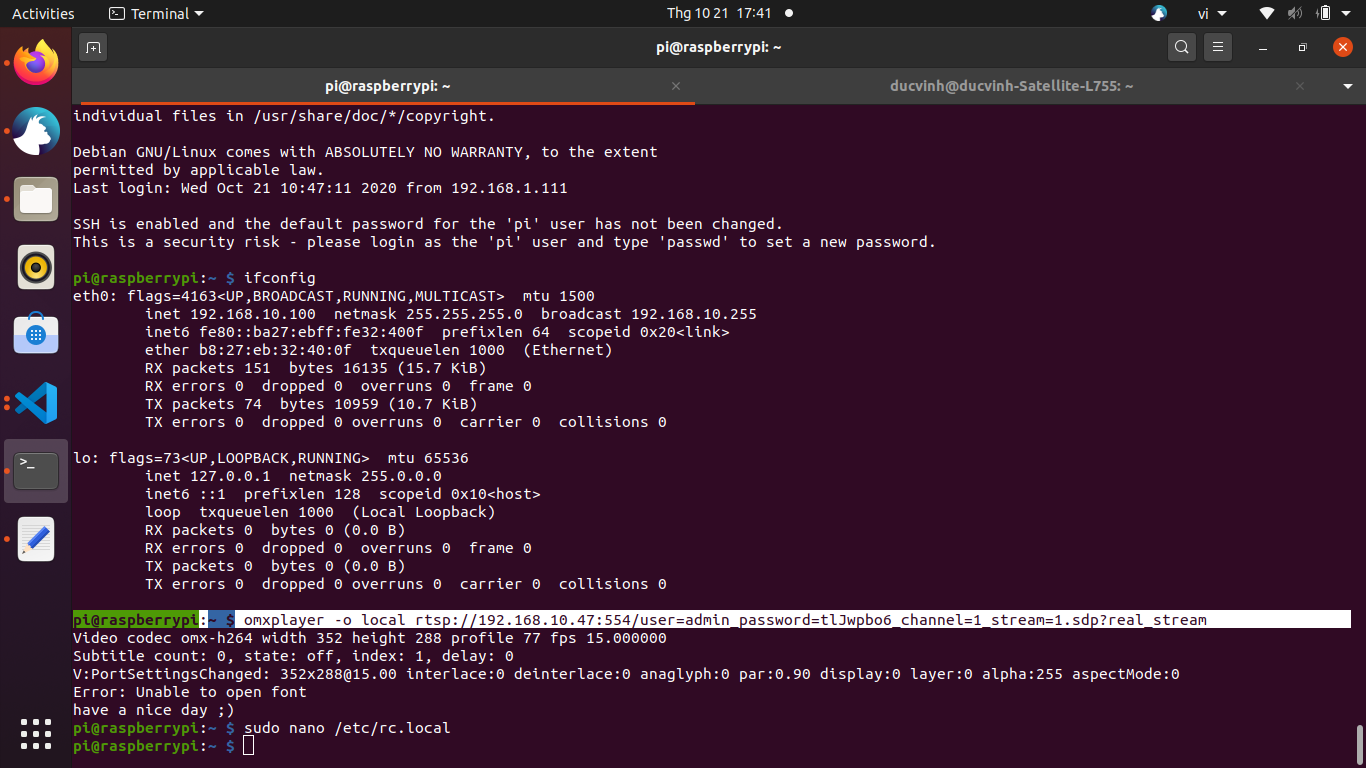 Activities Terminal Thg 10 21 17:41 vi
pi@raspberrypi: ~
pi@raspberrypi: ~ ducvinh@ducvinh-Satellite-L755: ~
individual files in /usr/share/doc/*/copyright.
Debian GNU/Linux comes with ABSOLUTELY NO WARRANTY, to the extent
permitted by applicable law.
Last login: Wed Oct 21 10:47:11 2020 from 192.168.1.111
SSH is enabled and the default password for the 'pi' user has not been changed.
This is a security risk - please login as the 'pi' user and type 'passwd' to set a new password.
pi@raspberrypi:~ $ ifconfig
eth0: flags=4163<UP,BROADCAST,RUNNING,MULTICAST>  mtu 1500
        inet 192.168.10.100  netmask 255.255.255.0  broadcast 192.168.10.255
        inet6 fe80::ba27:ebff:fe32:400f  prefixlen 64  scopeid 0x20<link>
        ether b8:27:eb:32:40:0f  txqueuelen 1000  (Ethernet)
        RX packets 151  bytes 16135 (15.7 KiB)
        RX errors 0  dropped 0  overruns 0  frame 0
        TX packets 74  bytes 10959 (10.7 KiB)
        TX errors 0  dropped 0 overruns 0  carrier 0  collisions 0
lo: flags=73<UP,LOOPBACK,RUNNING>  mtu 65536
        inet 127.0.0.1  netmask 255.0.0.0
        inet6 ::1  prefixlen 128  scopeid 0x10<host>
        loop  txqueuelen 1000  (Local Loopback)
        RX packets 0  bytes 0 (0.0 B)
        RX errors 0  dropped 0  overruns 0  frame 0
        TX packets 0  bytes 0 (0.0 B)
        TX errors 0  dropped 0 overruns 0  carrier 0  collisions 0
pi@raspberrypi:~ $ omxplayer -o local rtsp://192.168.10.47:554/user=admin_password=tlJwpbo6_channel=1_stream=1.sdp?real_stream
Video codec omx-h264 width 352 height 288 profile 77 fps 15.000000
Subtitle count: 0, state: off, index: 1, delay: 0
V:PortSettingsChanged: 352x288@15.00 interlace:0 deinterlace:0 anaglyph:0 par:0.90 display:0 layer:0 alpha:255 aspectMode:0
Error: Unable to open font
have a nice day ;)
pi@raspberrypi:~ $ sudo nano /etc/rc.local
pi@raspberrypi:~ $